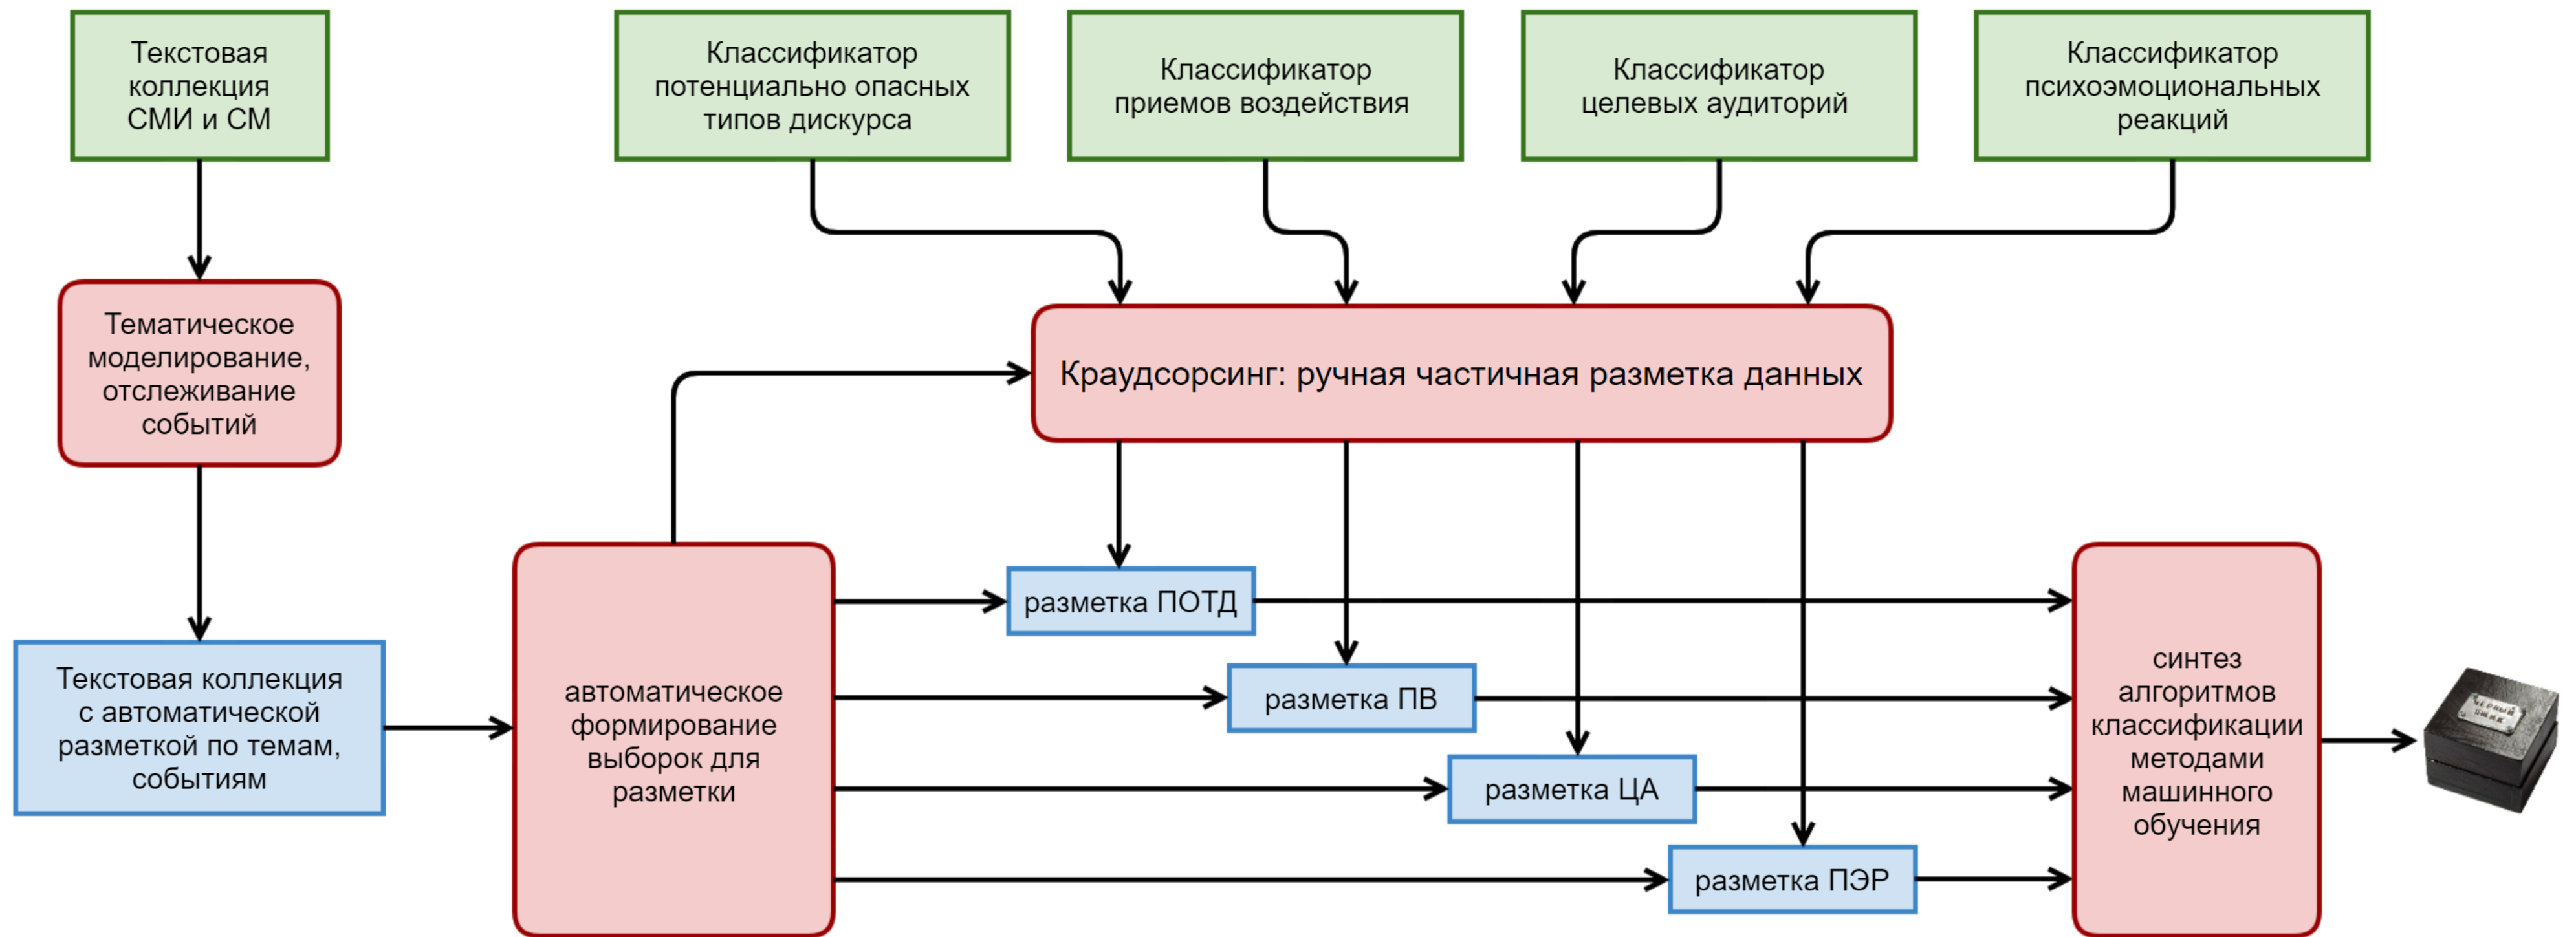 Текстовая
коллекция
СМИ и СМ
Классификатор
потенциально опасных
типов дискурса
Классификатор
приемов воздействия
Классификатор
целевых аудиторий
Классификатор
психоэмоциональных
реакций
Тематическое
моделирование,
отслеживание
событий
Краудсорсинг: ручная частичная разметка данных
Текстовая коллекция
с автоматической
разметкой по темам,
событиям
автоматическое
формирование
выборок для
разметки
разметка ПОТД
разметка ПВ
разметка ЦА
разметка ПЭР
синтез
алгоритмов
классификации
методами
машинного
обучения
ЧЕРНЫЙ
ЯЩИК